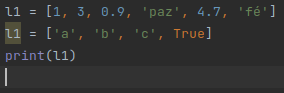 l1 = [1, 3, 0.9, 'paz', 4.7, 'fé']
l1 = ['a', 'b', 'c', True]
print(l1)